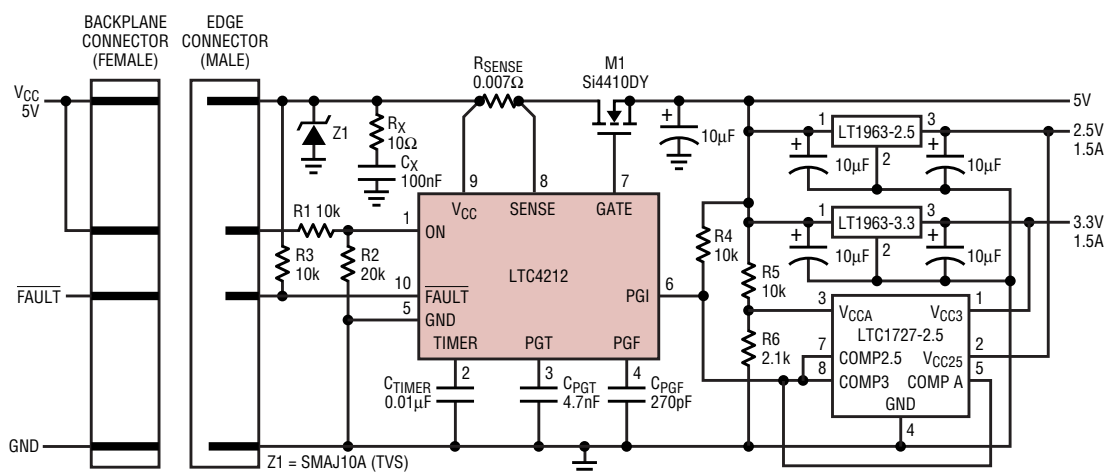 BACKPLANE
CONNECTOR
(FEMALE)
EDGE
CONNECTOR
(MALE)
VCC
5V
FAULT
GND
Z1
RX
10Ω
CX
100nF
RSENSE
0.007Ω
M1
Si4410DY
+
10µF
5V
1
LT1963-2.5
3
2
+
10µF
+
10µF
2.5V
1.5A
1
LT1963-3.3
3
2
+
10µF
+
10µF
3.3V
1.5A
R1 10k
R3
10k
R2
20k
9
8
7
VCC
SENSE
GATE
1
ON
LTC4212
10
FAULT
5
GND
6
PGI
TIMER
PGT
PGF
2
3
4
CTIMER
0.01µF
CPGT
4.7nF
CPGF
270pF
R4
10k
R5
10k
R6
2.1k
3
VCCA
VCC3
1
LTC1727-2.5
7
COMP2.5
VCC25
2
8
COMP3
COMP A
5
GND
4
Z1 = SMAJ10A (TVS)